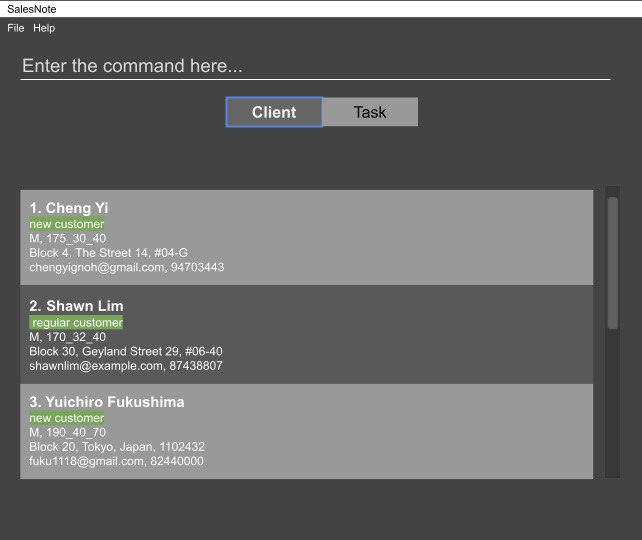 SalesNote
File Help
Enter the command here...
Client Task
1. Cheng Yi
new customer
M, 175_30_40
Block 4, The Street 14, #04-G
chengyignoh@gmail.com, 94703443
2. Shawn Lim
regular customer
M, 170_32_40
Block 30, Geyland Street 29, #06-40
shawnlim@example.com, 87438807
3. Yuichiro Fukushima
new customer
M, 190_40_70
Block 20, Tokyo, Japan, 1102432
fuku1118@gmail.com, 82440000